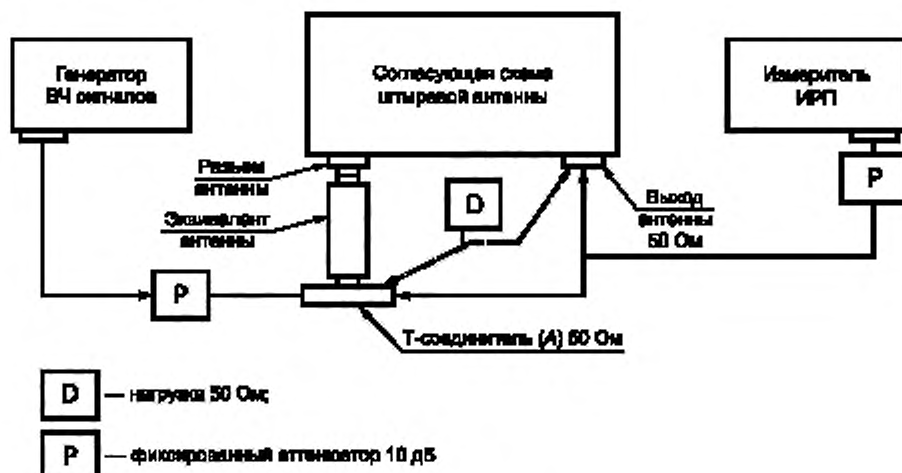 Генератор
ВЧ сигналов
Согласующая схема
штыревой антенны
Измеритель
ИРП
Разъем
антенны
Эквивалент
антенны
D
Выход
антенны
50 Ом
P
P
Т-соединитель (А) 50 Ом
D — нагрузка 50 Ом;
P — фиксированный аттенюатор 10 дБ